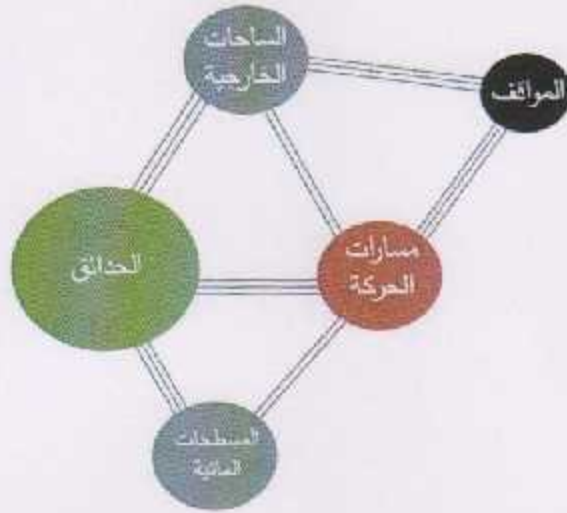 الساحات
الخارجية
المواقف
الحدائق
مسارات
الحركة
المسطحات
المائية